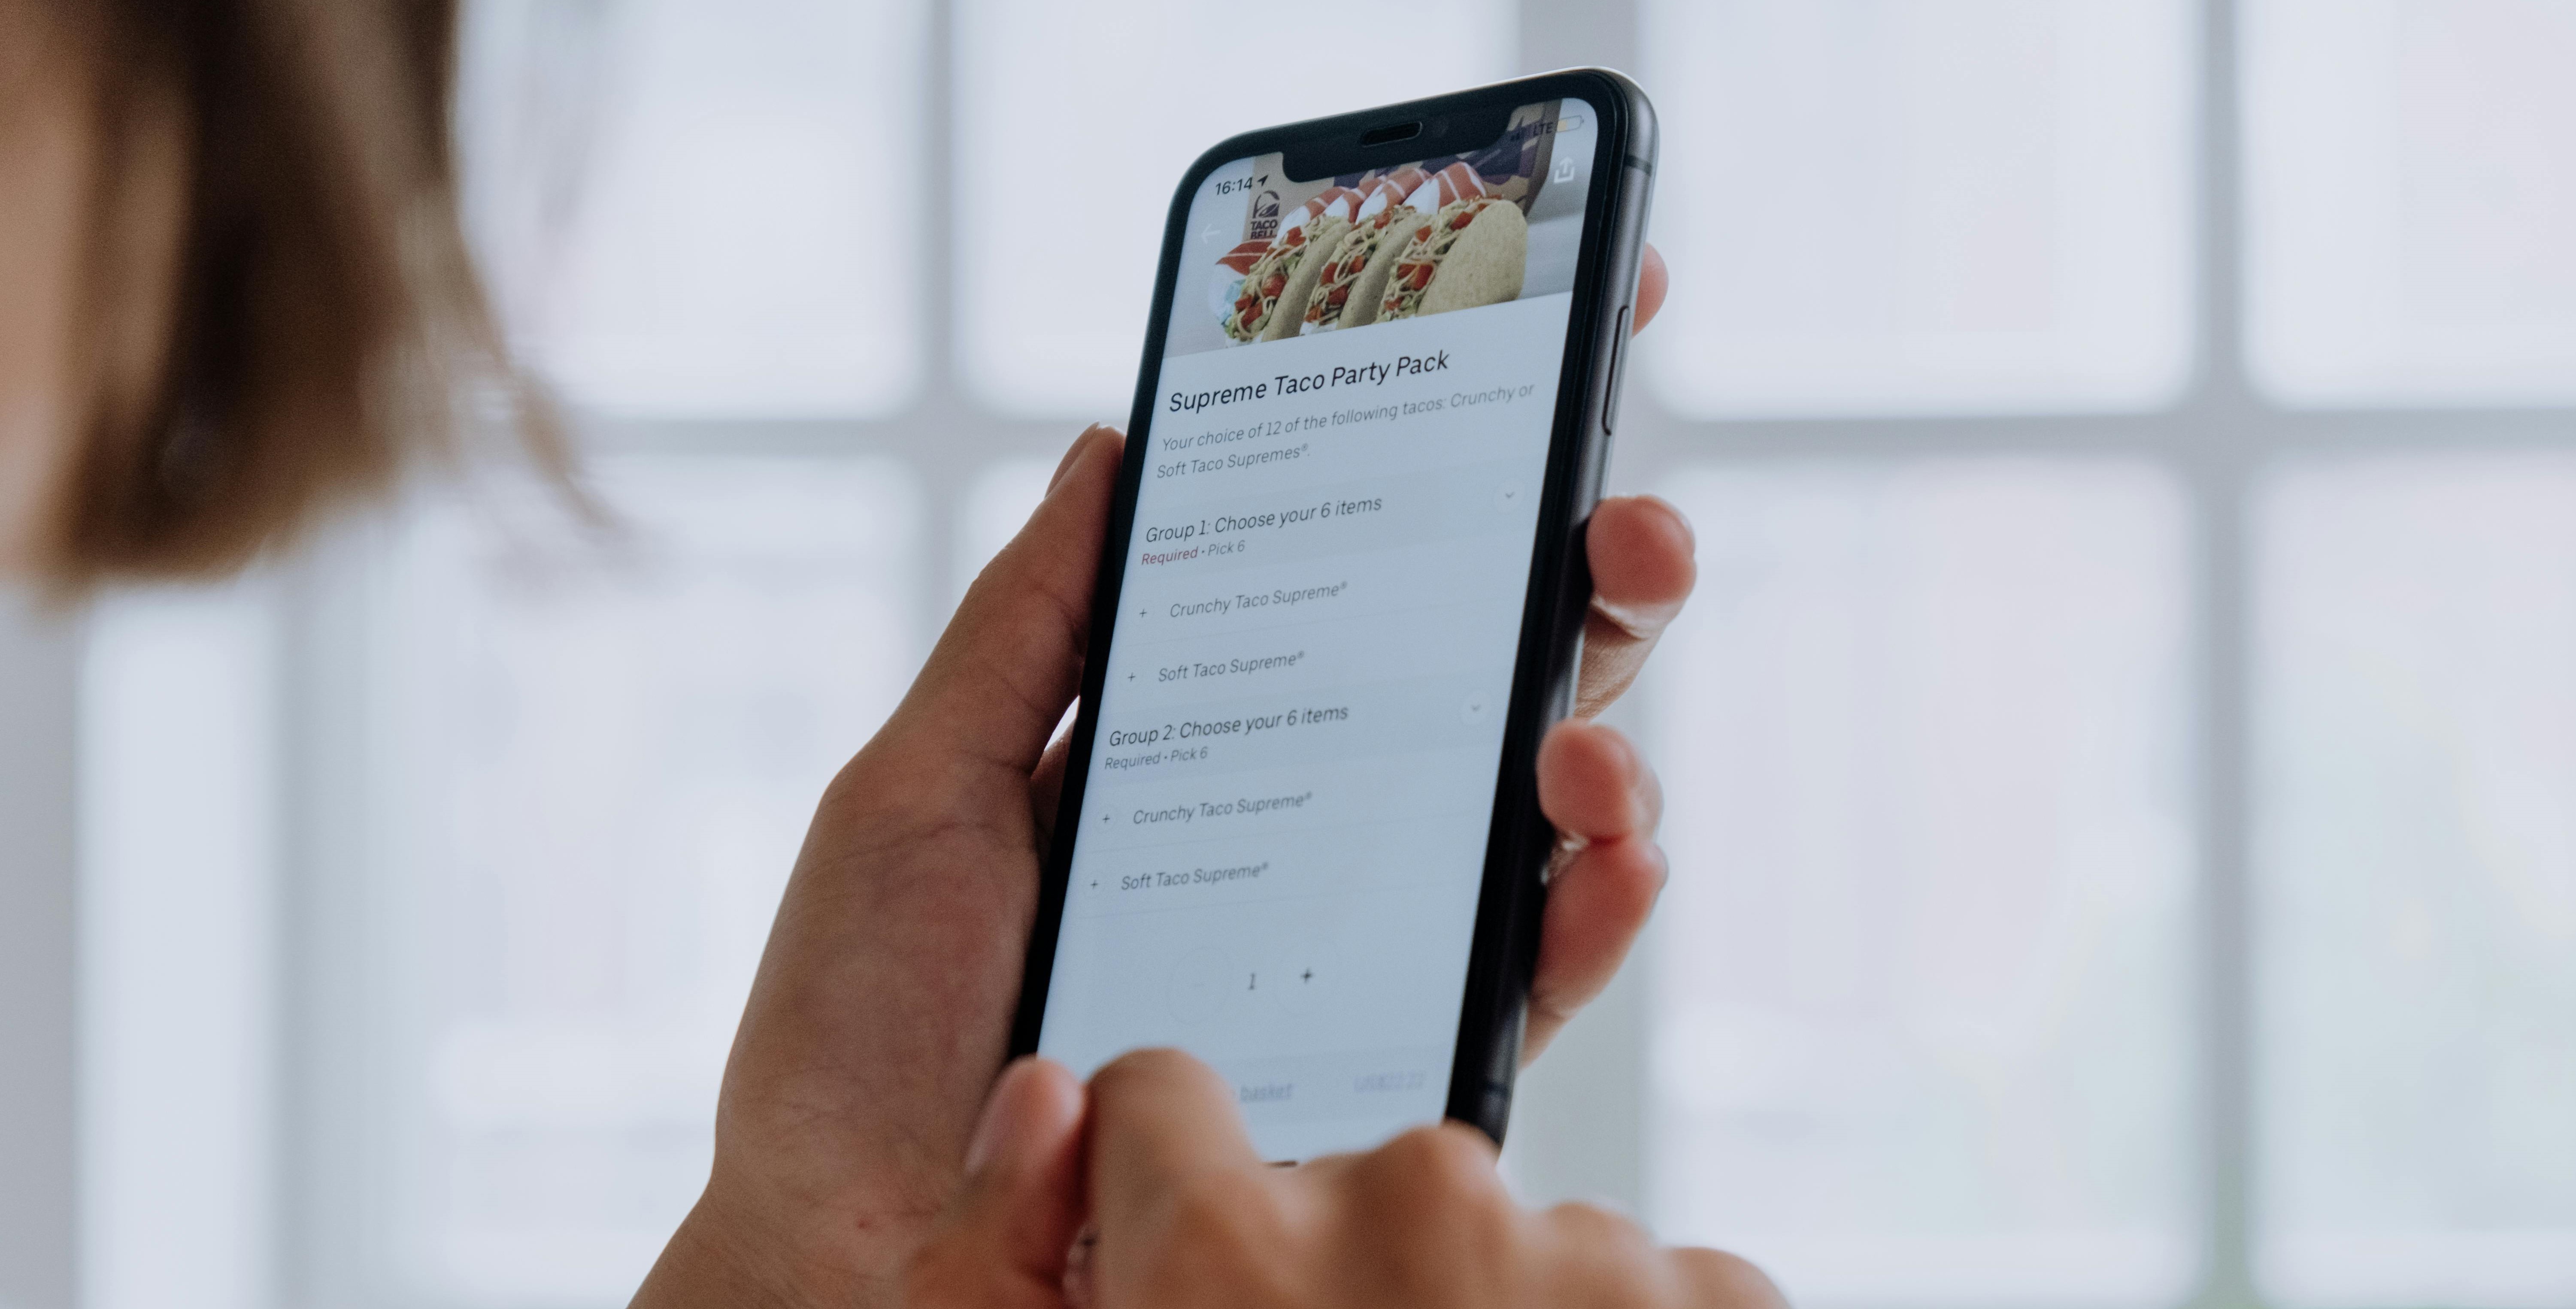 16:14
LTE
TACO
BELL
Supreme Taco Party Pack
Your choice of 12 of the following tacos: Crunchy or
Soft Taco Supremes®.
Group 1: Choose your 6 items
Required • Pick 6
+ Crunchy Taco Supreme®
+ Soft Taco Supreme®
Group 2: Choose your 6 items
Required • Pick 6
+ Crunchy Taco Supreme®
+ Soft Taco Supreme®
1 +
basket